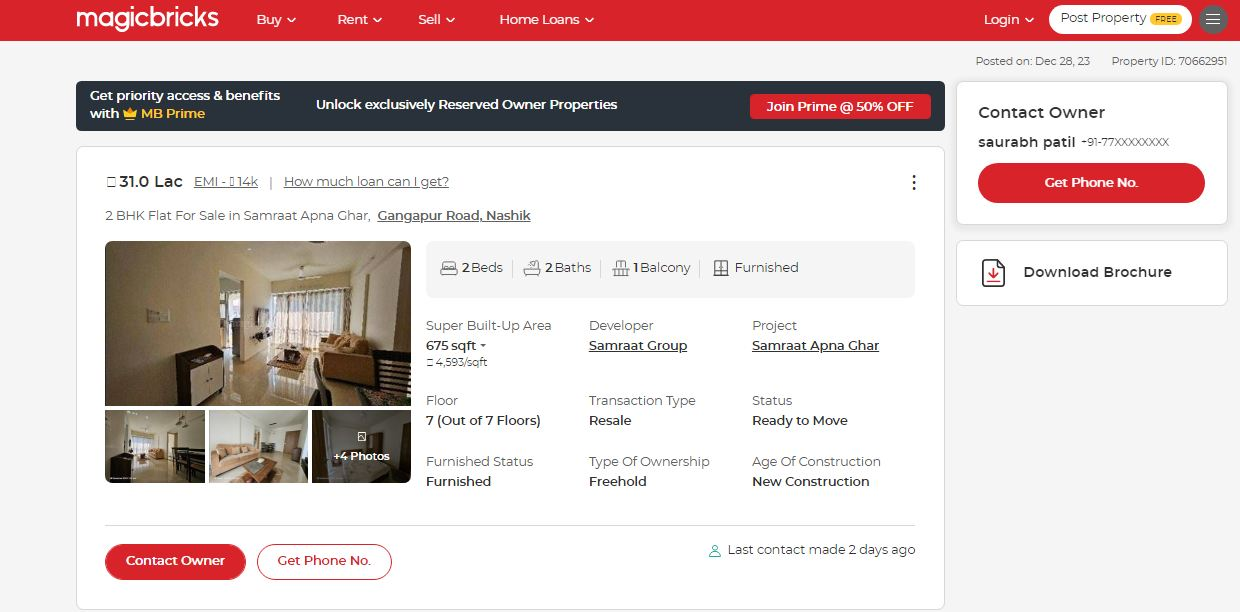 magicbricks
Buy
Rent
Sell
Home Loans
Login
Post Property FREE
Posted on: Dec 28, 23
Property ID: 70662951
Get priority access & benefits
with MB Prime
Unlock exclusively Reserved Owner Properties
Join Prime @ 50% OFF
Contact Owner
saurabh patil +91-77XXXXXXXX
Get Phone No.
Download Brochure
31.0 Lac EMI - 14k | How much loan can I get?
2 BHK Flat For Sale in Samraat Apna Ghar, Gangapur Road, Nashik
2 Beds
2 Baths
1 Balcony
Furnished
Super Built-Up Area
675 sqft
4,593/sqft
Developer
Samraat Group
Project
Samraat Apna Ghar
Floor
7 (Out of 7 Floors)
Transaction Type
Resale
Status
Ready to Move
+4 Photos
Furnished Status
Furnished
Type Of Ownership
Freehold
Age Of Construction
New Construction
Contact Owner
Get Phone No.
Last contact made 2 days ago